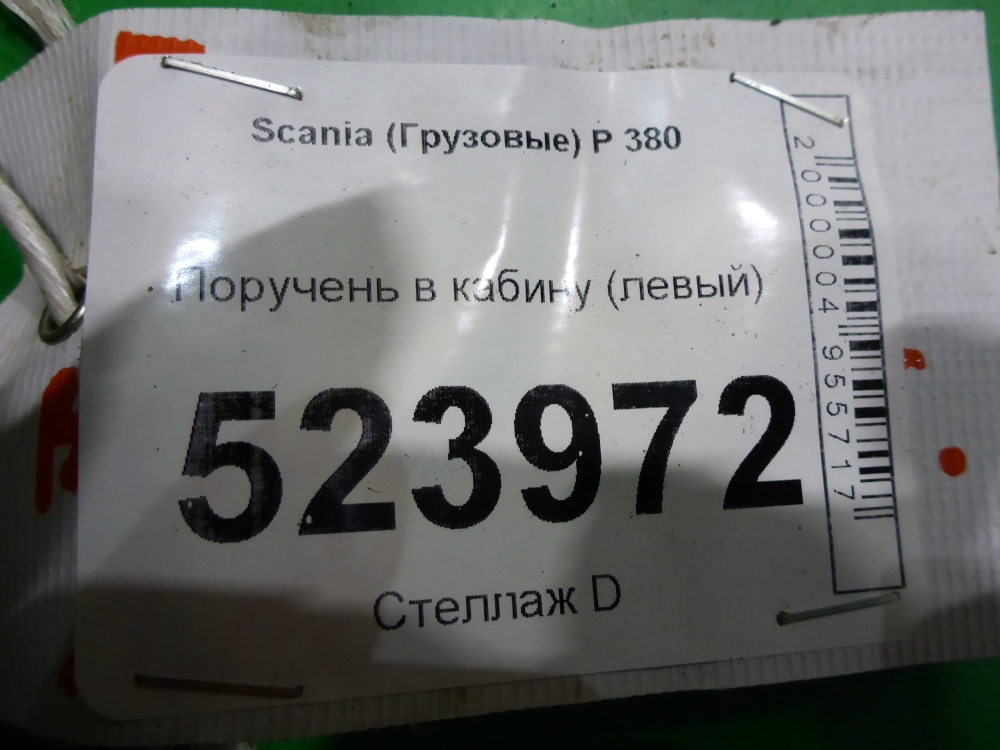 Scania (Грузовые) P 380
Поручень в кабину (левый)
523972
Стеллаж D
2000004955717